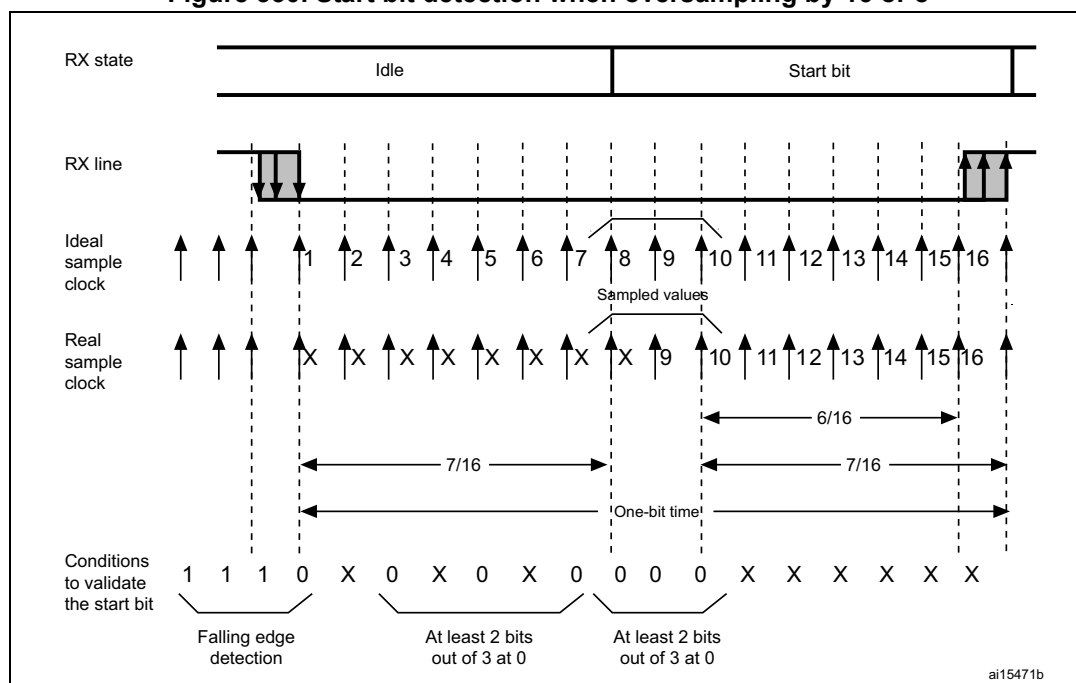 Start bit detection when oversampling by 16 or 8
RX state
Idle
Start bit
RX line
Ideal
sample
clock
1 2 3 4 5 6 7 8 9 10 11 12 13 14 15 16
Sampled values
Real
sample
clock
X X X X X X X X 9 10 11 12 13 14 15 16
6/16
7/16
7/16
One-bit time
Conditions
to validate
the start bit
1 1 1 0 X 0 X 0 X 0 0 0 0 X X X X X X
Falling edge
detection
At least 2 bits
out of 3 at 0
At least 2 bits
out of 3 at 0
ai15471b